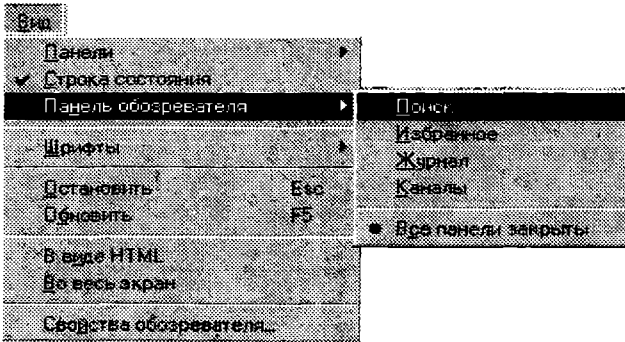 Вид
Панели
Строка состояния
Панель обозревателя
Шрифты
Остановить Esc
Обновить F5
В виде HTML
Во весь экран
Свойства обозревателя...
Поиск
Избранное
Журнал
Каналы
Все панели закрыты